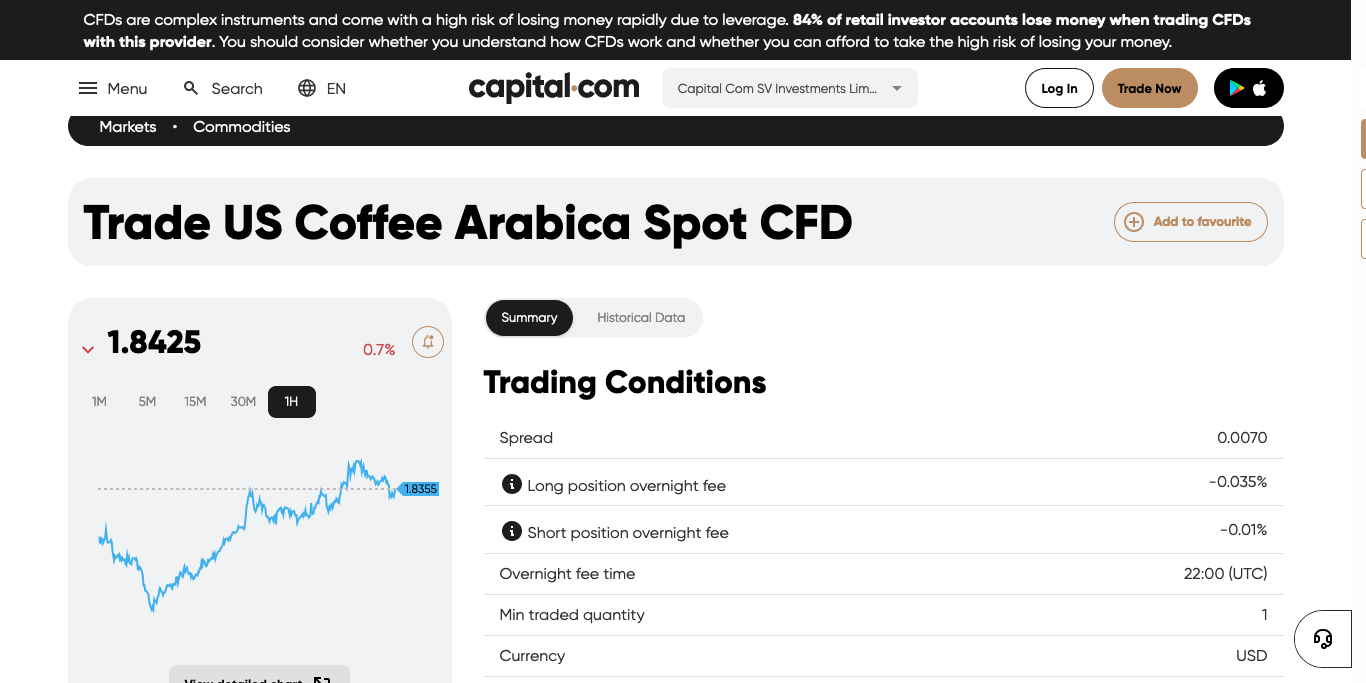 CFDs are complex instruments and come with a high risk of losing money rapidly due to leverage. 84% of retail investor accounts lose money when trading CFDs
with this provider. You should consider whether you understand how CFDs work and whether you can afford to take the high risk of losing your money.
Menu Search EN capital.com Capital Com SV Investments Lim... Log In Trade Now
Markets • Commodities
Trade US Coffee Arabica Spot CFD Add to favourite
1.8425 0.7%
1M 5M 15M 30M 1H
1.8355
View detailed chart
Summary Historical Data
Trading Conditions
Spread 0.0070
Long position overnight fee -0.035%
Short position overnight fee -0.01%
Overnight fee time 22:00 (UTC)
Min traded quantity 1
Currency USD